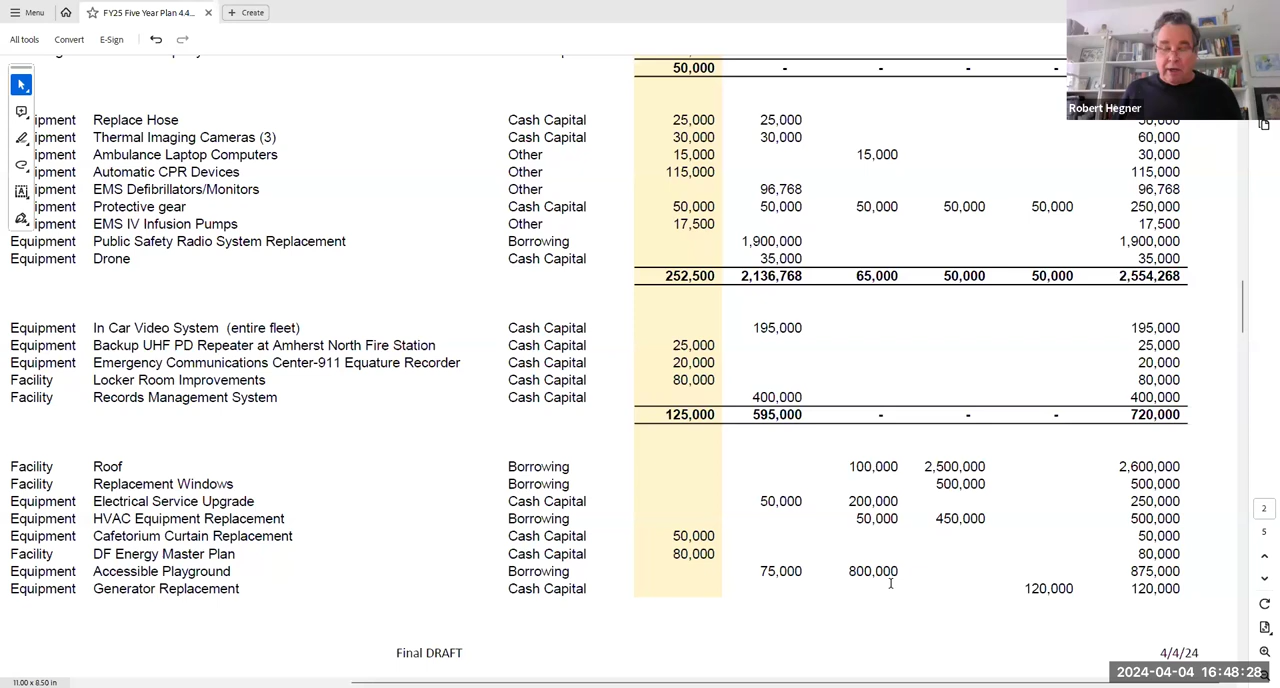 Menu FY25 Five Year Plan 4.4... Create
All tools Convert E-Sign
Robert Hegner
50,000 - - - -
ipment Replace Hose Cash Capital 25,000 25,000 50,000
ipment Thermal Imaging Cameras (3) Cash Capital 30,000 30,000 60,000
ipment Ambulance Laptop Computers Other 15,000 15,000 30,000
ipment Automatic CPR Devices Other 115,000 115,000
ipment EMS Defibrillators/Monitors Other 96,768 96,768
ipment Protective gear Cash Capital 50,000 50,000 50,000 50,000 50,000 250,000
ipment EMS IV Infusion Pumps Other 17,500 17,500
Equipment Public Safety Radio System Replacement Borrowing 1,900,000 1,900,000
Equipment Drone Cash Capital 35,000 35,000
252,500 2,136,768 65,000 50,000 50,000 2,554,268
Equipment In Car Video System (entire fleet) Cash Capital 195,000 195,000
Equipment Backup UHF PD Repeater at Amherst North Fire Station Cash Capital 25,000 25,000
Equipment Emergency Communications Center-911 Equature Recorder Cash Capital 20,000 20,000
Facility Locker Room Improvements Cash Capital 80,000 80,000
Facility Records Management System Cash Capital 400,000 400,000
125,000 595,000 - - - 720,000
Facility Roof Borrowing 100,000 2,500,000 2,600,000
Facility Replacement Windows Borrowing 500,000 500,000
Equipment Electrical Service Upgrade Cash Capital 50,000 200,000 250,000
Equipment HVAC Equipment Replacement Borrowing 50,000 450,000 500,000
Equipment Cafetorium Curtain Replacement Cash Capital 50,000 50,000
Facility DF Energy Master Plan Cash Capital 80,000 80,000
Equipment Accessible Playground Borrowing 75,000 800,000 875,000
Equipment Generator Replacement Cash Capital 120,000 120,000
2
5
Final DRAFT 4/4/24
2024-04-04 16:48:28
11.00 x 8.50 in